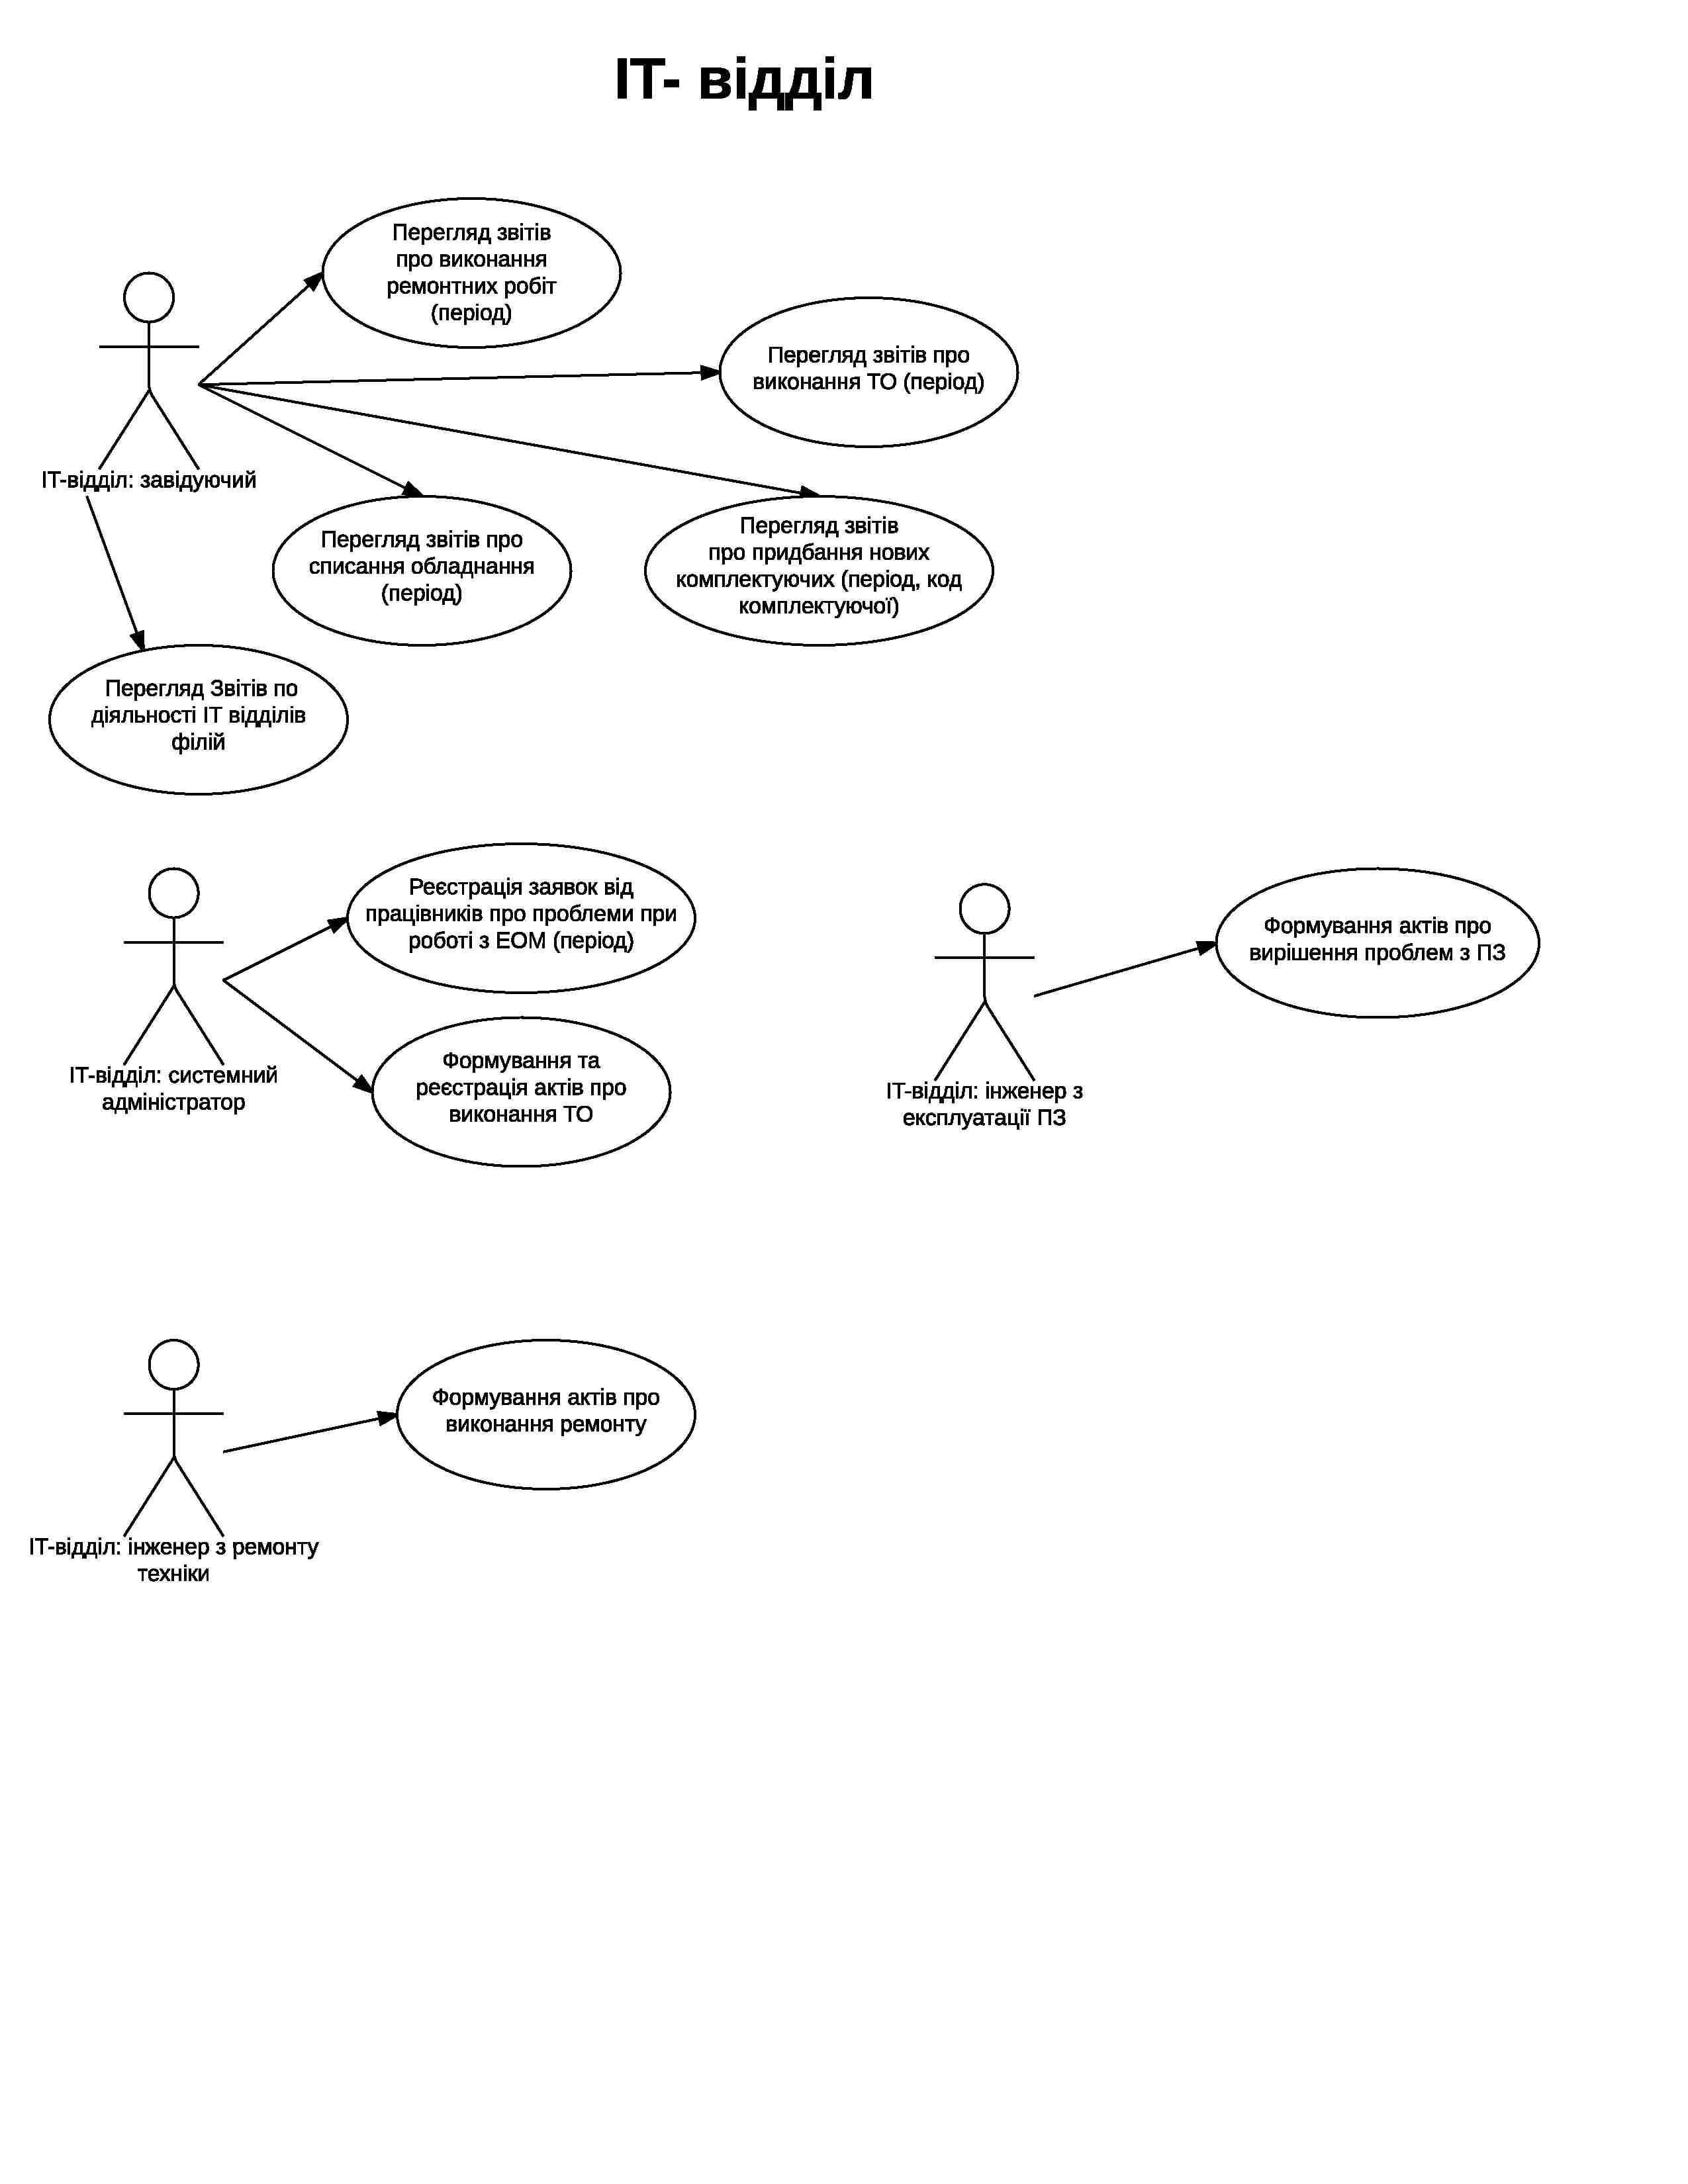 ІТ- відділ
Перегляд звітів
про виконання
ремонтних робіт
(період)
Перегляд звітів про
виконання ТО (період)
ІТ-відділ: завідуючий
Перегляд звітів про
списання обладнання
(період)
Перегляд звітів
про придбання нових
комплектуючих (період, код
комплектуючої)
Перегляд Звітів по
діяльності ІТ відділів
філій
Реєстрація заявок від
працівників про проблеми при
роботі з ЕОМ (період)
ІТ-відділ: системний
адміністратор
Формування та
реєстрація актів про
виконання ТО
Формування актів про
вирішення проблем з ПЗ
ІТ-відділ: інженер з
експлуатації ПЗ
Формування актів про
виконання ремонту
ІТ-відділ: інженер з ремонту
техніки